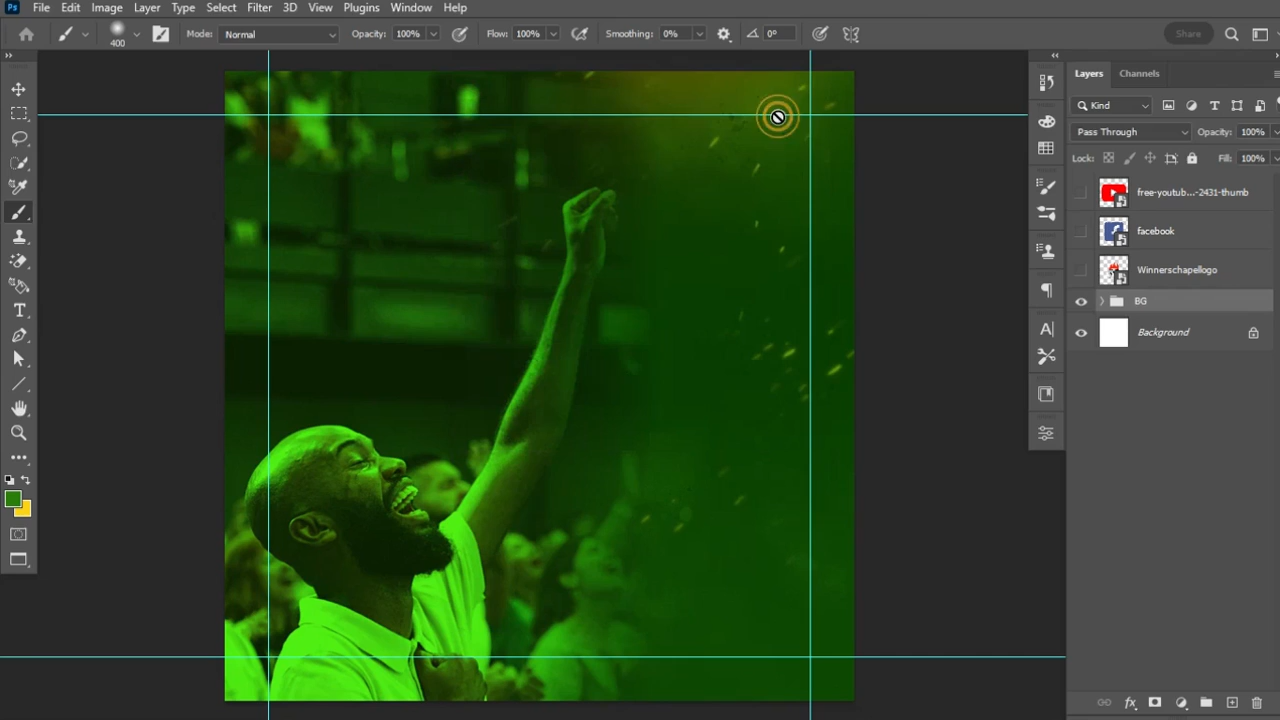 Ps File Edit Image Layer Type Select Filter 3D View Plugins Window Help
400 Mode: Normal Opacity: 100% Flow: 100% Smoothing: 0% 0° Share
Layers Channels
Kind
Pass Through Opacity: 100%
Lock: Fill: 100%
free-youtub...-2431-thumb
facebook
Winnerschapellogo
BG
Background